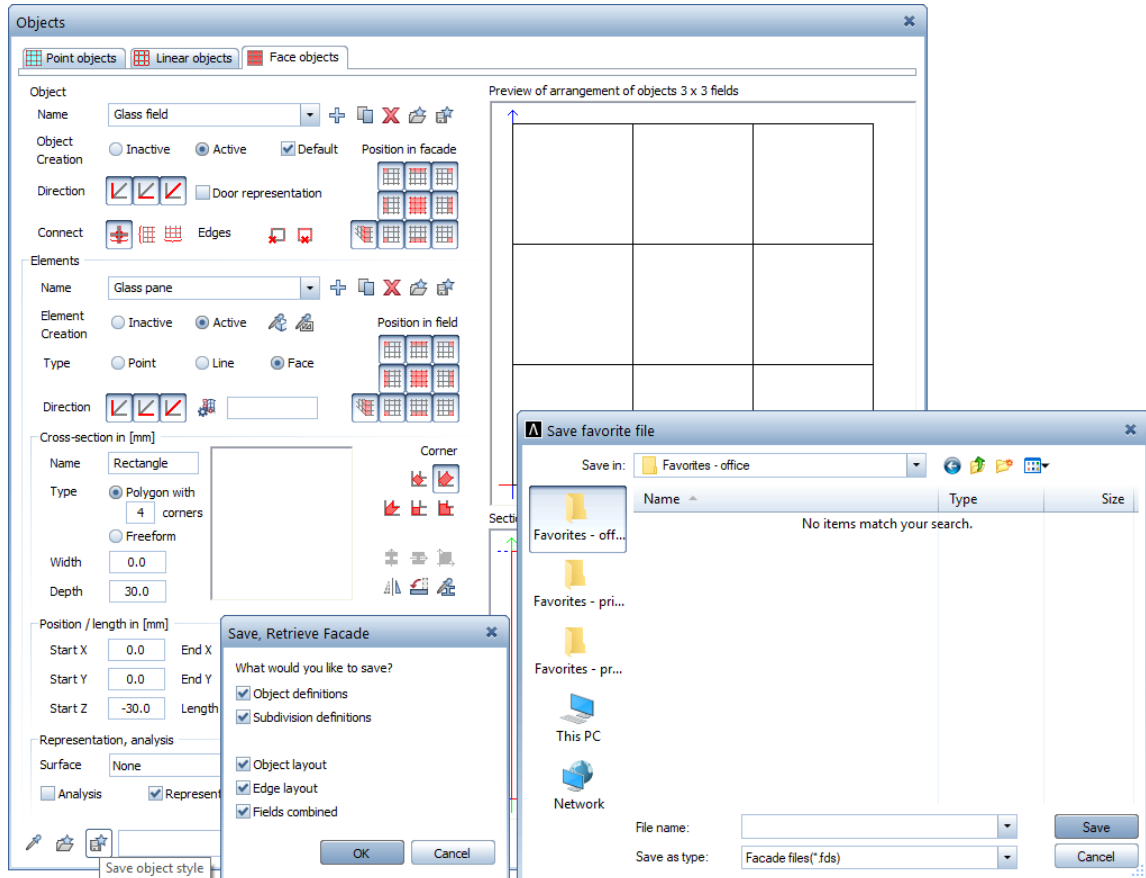 Objects
Point objects
Linear objects
Face objects
Object
Name
Glass field
Object
Creation
Inactive
Active
Default
Position in facade
Direction
Door representation
Connect
Edges
Elements
Name
Glass pane
Element
Creation
Inactive
Active
Position in field
Type
Point
Line
Face
Direction
Cross-section in [mm]
Name
Rectangle
Corner
Type
Polygon with
4
corners
Freeform
Width
0.0
Depth
30.0
Position / length in [mm]
Start X
0.0
End X
Start Y
0.0
End Y
Start Z
-30.0
Length
Representation, analysis
Surface
None
Analysis
Represent
Save object style
Preview of arrangement of objects 3 x 3 fields
Sectio
Save, Retrieve Facade
What would you like to save?
Object definitions
Subdivision definitions
Object layout
Edge layout
Fields combined
OK
Cancel
Save favorite file
Save in:
Favorites - office
Name
Type
Size
No items match your search.
Favorites - off...
Favorites - pri...
Favorites - pr...
This PC
Network
File name:
Save
Save as type:
Facade files(*.fds)
Cancel